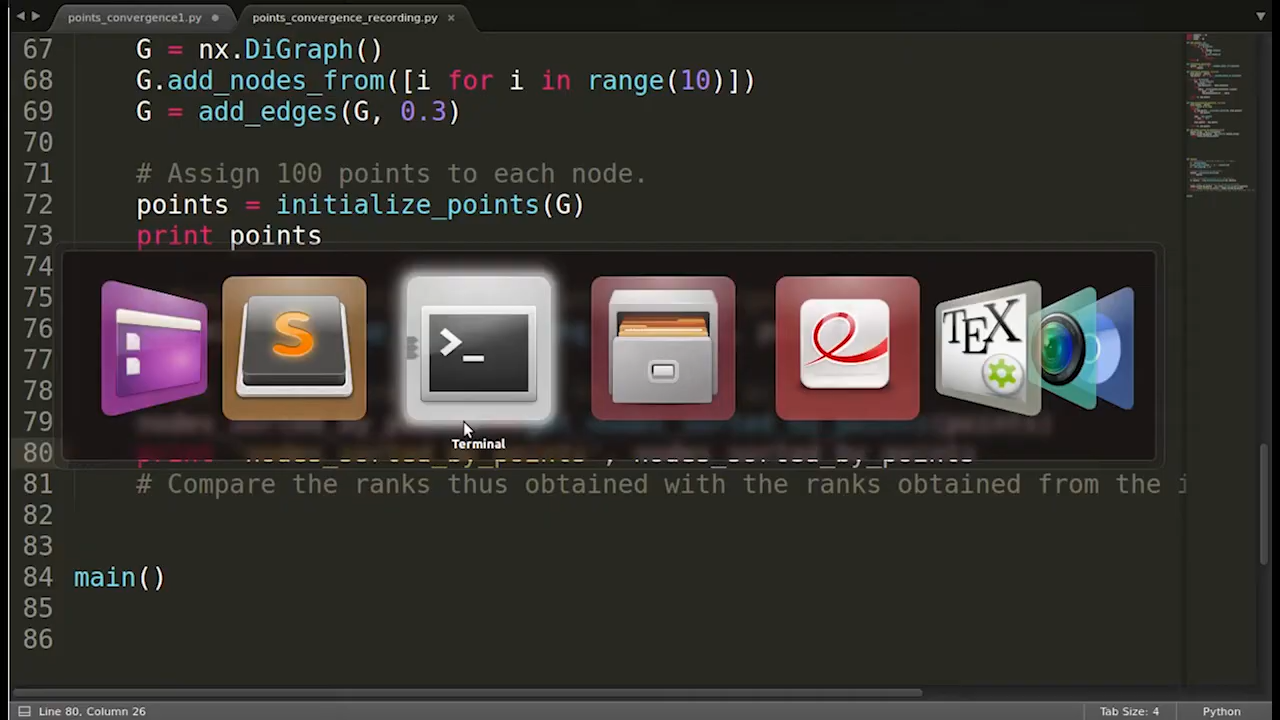 points_convergence1.py
points_convergence_recording.py
67 G = nx.DiGraph()
68 G.add_nodes_from([i for i in range(10)])
69 G = add_edges(G, 0.3)
70
71 # Assign 100 points to each node.
72 points = initialize_points(G)
73 print points
74
75
76
77
78
Terminal
79
80 print
81 # Compare the ranks thus obtained with the ranks obtained from the i
82
83
84 main()
85
86
S
>_
TEX
Line 80, Column 26
Tab Size: 4
Python